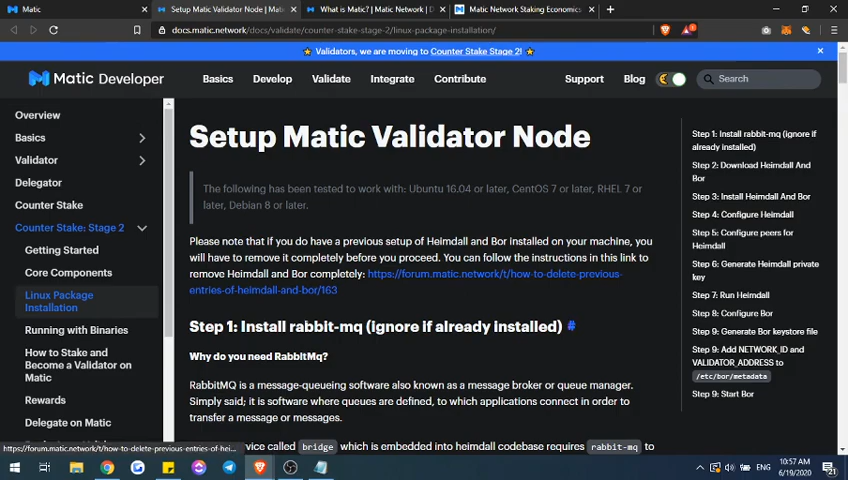 Matic
Setup Matic Validator Node | Mati
What is Matic? | Matic Network | D
Matic Network Staking Economics
docs.matic.network/docs/validate/counter-stake-stage-2/linux-package-installation/
⭐ Validators, we are moving to Counter Stake Stage 2! ⭐
Matic Developer
Basics
Develop
Validate
Integrate
Contribute
Support
Blog
Search
Overview
Basics
Validator
Delegator
Counter Stake
Counter Stake: Stage 2
Getting Started
Core Components
Linux Package
Installation
Running with Binaries
How to Stake and
Become a Validator on
Matic
Rewards
Delegate on Matic
https://forum.matic.network/t/how-to-delete-previous-entries-of-hei...
Setup Matic Validator Node
The following has been tested to work with: Ubuntu 16.04 or later, CentOS 7 or later, RHEL 7 or
later, Debian 8 or later.
Please note that if you do have a previous setup of Heimdall and Bor installed on your machine, you
will have to remove it completely before you proceed. You can follow the instructions in this link to
remove Heimdall and Bor completely: https://forum.matic.network/t/how-to-delete-previous-
entries-of-heimdall-and-bor/163
Step 1: Install rabbit-mq (ignore if already installed) #
Why do you need RabbitMq?
RabbitMQ is a message-queueing software also known as a message broker or queue manager.
Simply said; it is software where queues are defined, to which applications connect in order to
transfer a message or messages.
vice called bridge which is embedded into heimdall codebase requires rabbit-mq to
Step 1: Install rabbit-mq (ignore if
already installed)
Step 2: Download Heimdall And
Bor
Step 3: Install Heimdall And Bor
Step 4: Configure Heimdall
Step 5: Configure peers for
Heimdall
Step 6: Generate Heimdall private
key
Step 7: Run Heimdall
Step 8: Configure Bor
Step 9: Generate Bor keystore file
Step 9: Add NETWORK_ID and
VALIDATOR_ADDRESS to
/etc/bor/metadata
Step 9: Start Bor
ENG
10:57 AM
6/19/2020
21